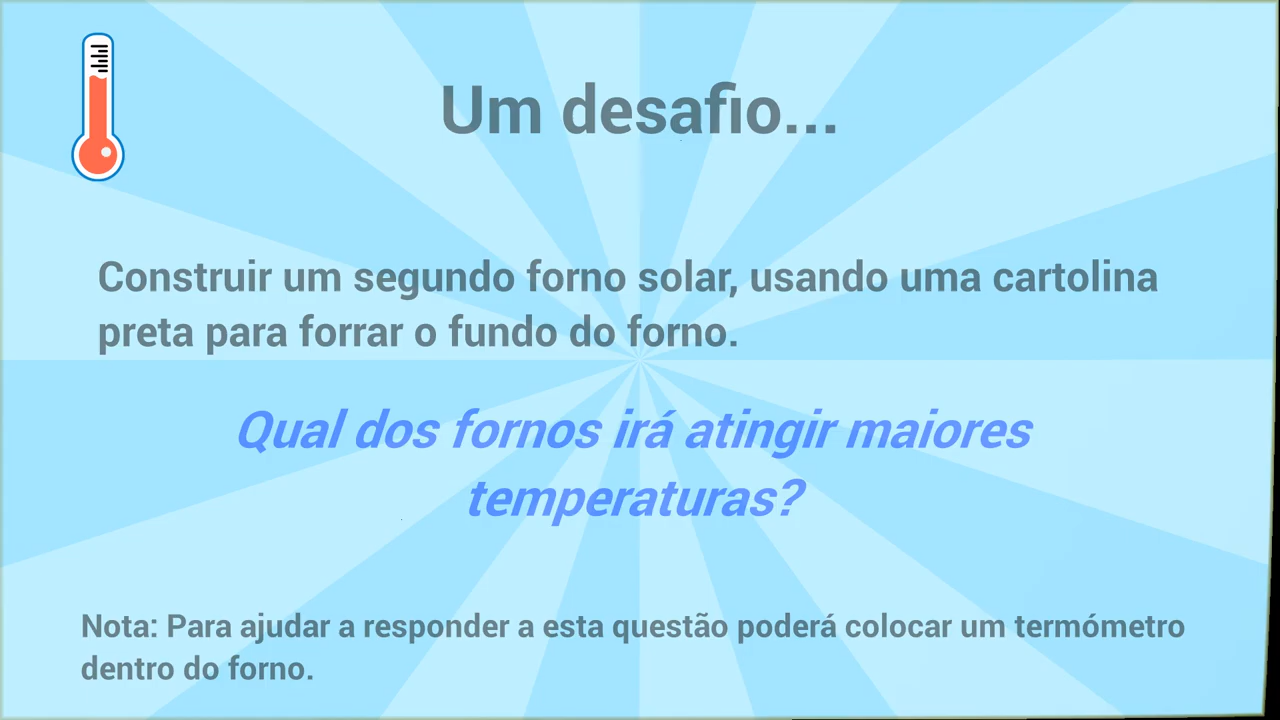 Um desafio...
Construir um segundo forno solar, usando uma cartolina
preta para forrar o fundo do forno.
Qual dos fornos irá atingir maiores
temperaturas?
Nota: Para ajudar a responder a esta questão poderá colocar um termómetro
dentro do forno.